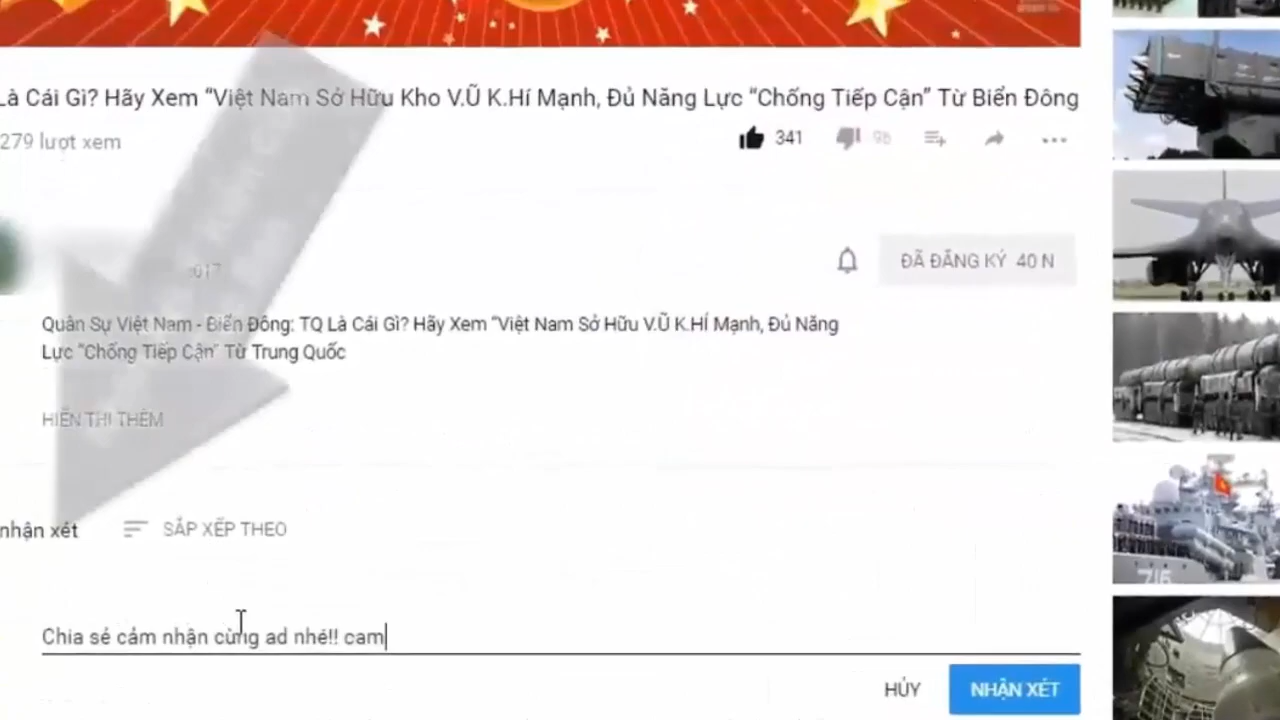 Là Cái Gì? Hãy Xem “Việt Nam Sở Hữu Kho V.Ũ K.Hí Mạnh, Đủ Năng Lực “Chống Tiếp Cận” Từ Biển Đông
279 lượt xem
341
96
017
ĐÃ ĐĂNG KÝ 40 N
Quân Sự Việt Nam - Biển Đông: TQ Là Cái Gì? Hãy Xem “Việt Nam Sở Hữu V.Ũ K.HÍ Mạnh, Đủ Năng
Lực “Chống Tiếp Cận” Từ Trung Quốc
HIỂN THỊ THÊM
nhận xét
SẮP XẾP THEO
716
Chia sẻ cảm nhận cùng ad nhé!! cam
HỦY
NHẬN XÉT